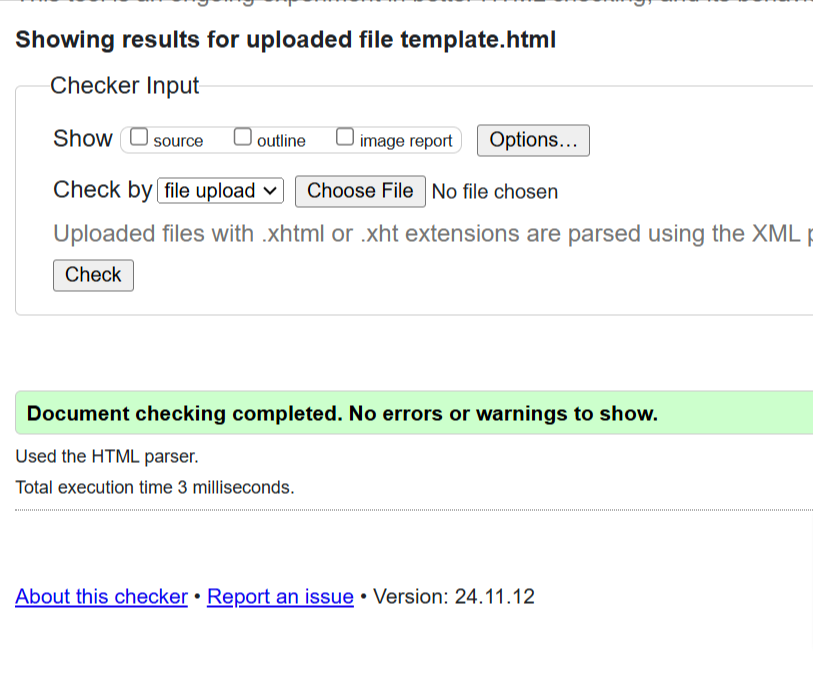 Showing results for uploaded file template.html
Checker Input
Show source outline image report Options…
Check by file upload Choose File No file chosen
Uploaded files with .xhtml or .xht extensions are parsed using the XML
Check
Document checking completed. No errors or warnings to show.
Used the HTML parser.
Total execution time 3 milliseconds.
About this checker • Report an issue • Version: 24.11.12